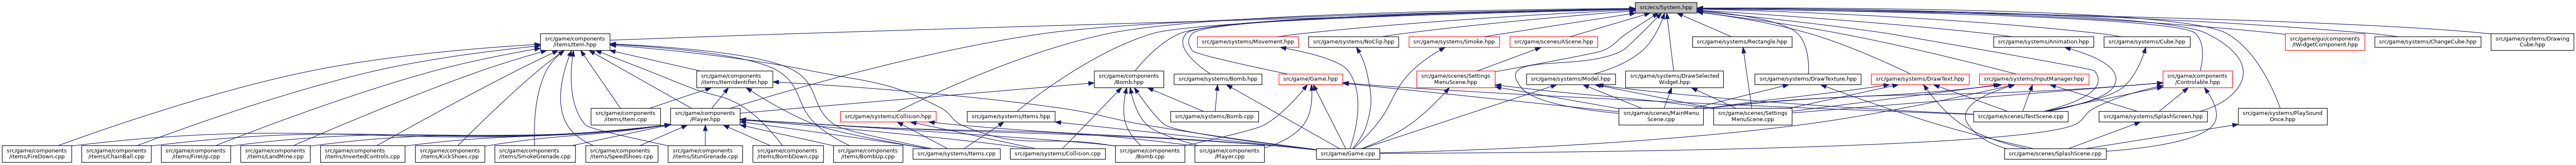 src/ecs/System.hpp
src/game/components
/items/Item.hpp
src/game/systems/Movement.hpp
src/game/systems/NoClip.hpp
src/game/systems/Smoke.hpp
src/game/scenes/AScene.hpp
src/game/systems/Rectangle.hpp
src/game/systems/Animation.hpp
src/game/systems/Cube.hpp
src/game/gui/components
/IWidgetComponent.hpp
src/game/systems/ChangeCube.hpp
src/game/systems/Drawing
Cube.hpp
src/game/components
/items/ItemIdentifier.hpp
src/game/components
/Bomb.hpp
src/game/systems/Bomb.hpp
src/game/Game.hpp
src/game/scenes/Settings
MenuScene.hpp
src/game/systems/Model.hpp
src/game/systems/DrawSelected
Widget.hpp
src/game/systems/DrawTexture.hpp
src/game/systems/DrawText.hpp
src/game/systems/InputManager.hpp
src/game/components
/Controlable.hpp
src/game/components
/items/Item.cpp
src/game/components
/Player.hpp
src/game/systems/Collision.hpp
src/game/systems/Items.hpp
src/game/systems/Bomb.cpp
src/game/scenes/MainMenu
Scene.cpp
src/game/scenes/Settings
MenuScene.cpp
src/game/scenes/TestScene.cpp
src/game/systems/SplashScreen.hpp
src/game/systems/PlaySound
Once.hpp
src/game/components
/items/FireDown.cpp
src/game/components
/items/ChainBall.cpp
src/game/components
/items/FireUp.cpp
src/game/components
/items/LandMine.cpp
src/game/components
/items/InvertedControls.cpp
src/game/components
/items/KickShoes.cpp
src/game/components
/items/SmokeGrenade.cpp
src/game/components
/items/SpeedShoes.cpp
src/game/components
/items/StunGrenade.cpp
src/game/components
/items/BombDown.cpp
src/game/components
/items/BombUp.cpp
src/game/systems/Items.cpp
src/game/systems/Collision.cpp
src/game/components
/Bomb.cpp
src/game/components
/Player.cpp
src/game/Game.cpp
src/game/scenes/SplashScene.cpp